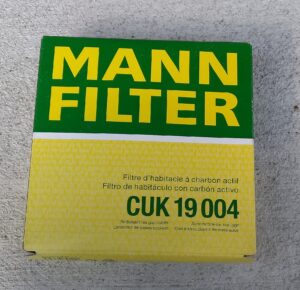 MANN
FILTER
Filtre d'habitacle à charbon actif
Filtro de habitáculo con carbón activo
CUK 19 004